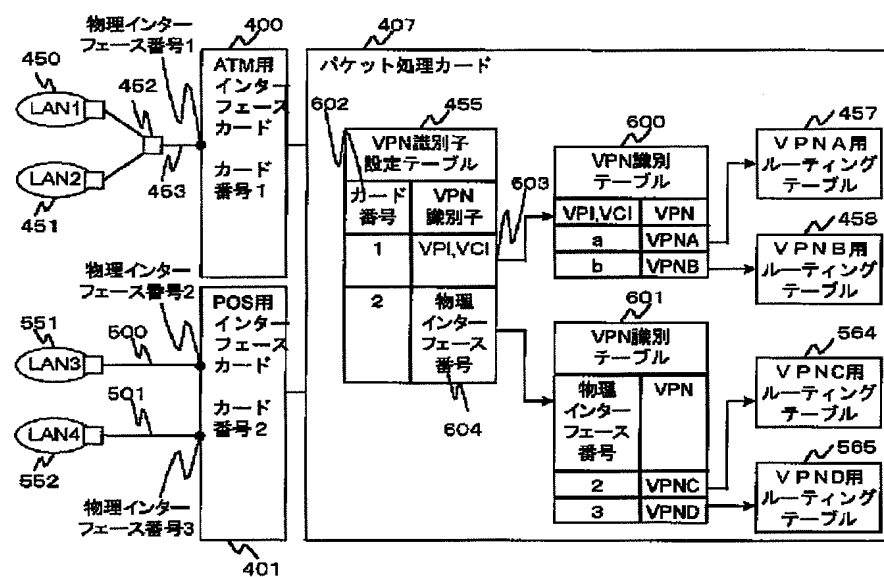 物理インター
フェース番号1
400
407
450
LAN1
452
ATM用
インター
フェース
カード
カード
番号1
453
LAN2
451
パケット処理カード
602
455
VPN識別子
設定テーブル
カード
番号
VPN
識別子
1
VPI,VCI
2
物理
インター
フェース
番号
603
604
600
VPN識別
テーブル
VPI,VCI
VPN
a
VPNA
b
VPNB
457
VPNA用
ルーティング
テーブル
458
VPNB用
ルーティング
テーブル
物理インター
フェース番号2
551
LAN3
500
POS用
インター
フェース
カード
カード
番号2
501
LAN4
552
物理インター
フェース番号3
401
601
VPN識別
テーブル
物理
インター
フェース
番号
VPN
2
VPNC
3
VPND
564
VPNC用
ルーティング
テーブル
565
VPND用
ルーティング
テーブル